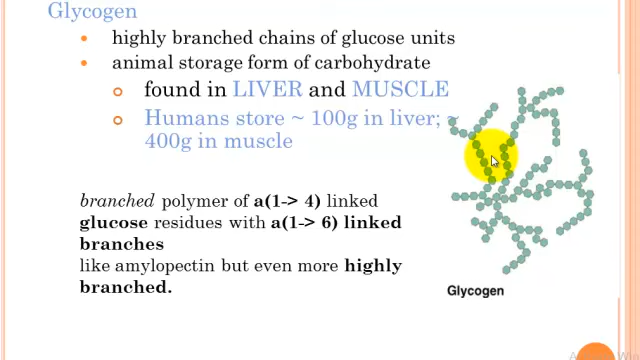 Glycogen
highly branched chains of glucose units
animal storage form of carbohydrate
found in LIVER and MUSCLE
Humans store ~ 100g in liver; ~
400g in muscle
branched polymer of a(1-> 4) linked
glucose residues with a(1-> 6) linked
branches
like amylopectin but even more highly
branched.
Glycogen